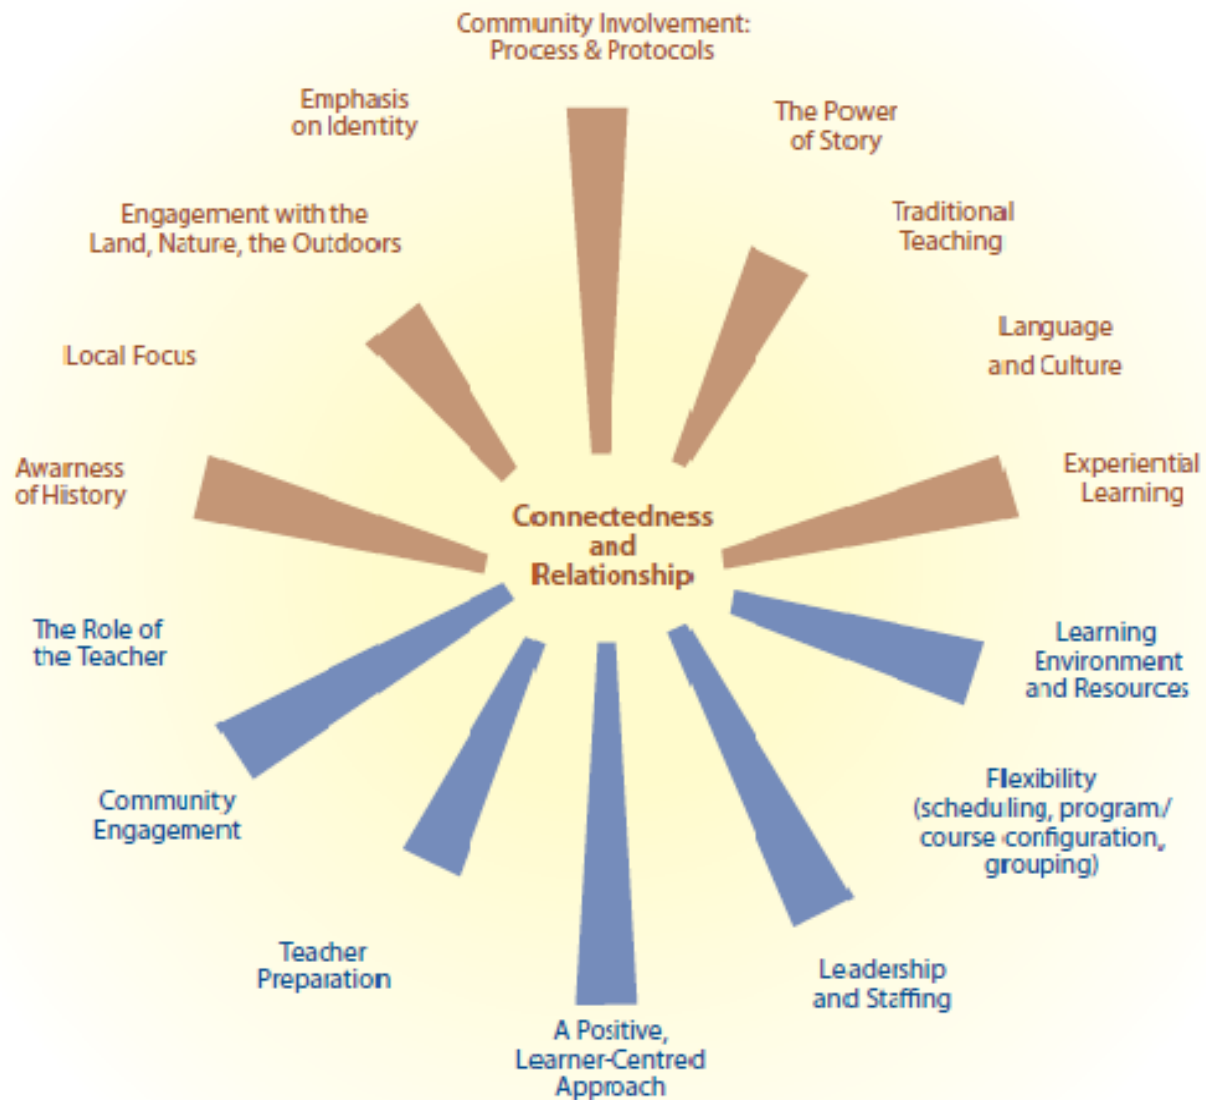 Community Involvement:
Process & Protocols
Emphasis
on Identity
The Power
of Story
Engagement with the
Land, Nature, the Outdoors
Traditional
Teaching
Language
and Culture
Local Focus
Awarness
of Hiistory
Experiential
Learning
Connectedness
and
Relationship
The Role of
the Teacher
Learning
Environment
and Resources
Community
Engagement
Flexibility
(scheduling, program/
course configuration,
grouping)
Teacher
Preparation
Leadership
and Staffing
A Positive,
Learner-Centred
Approach